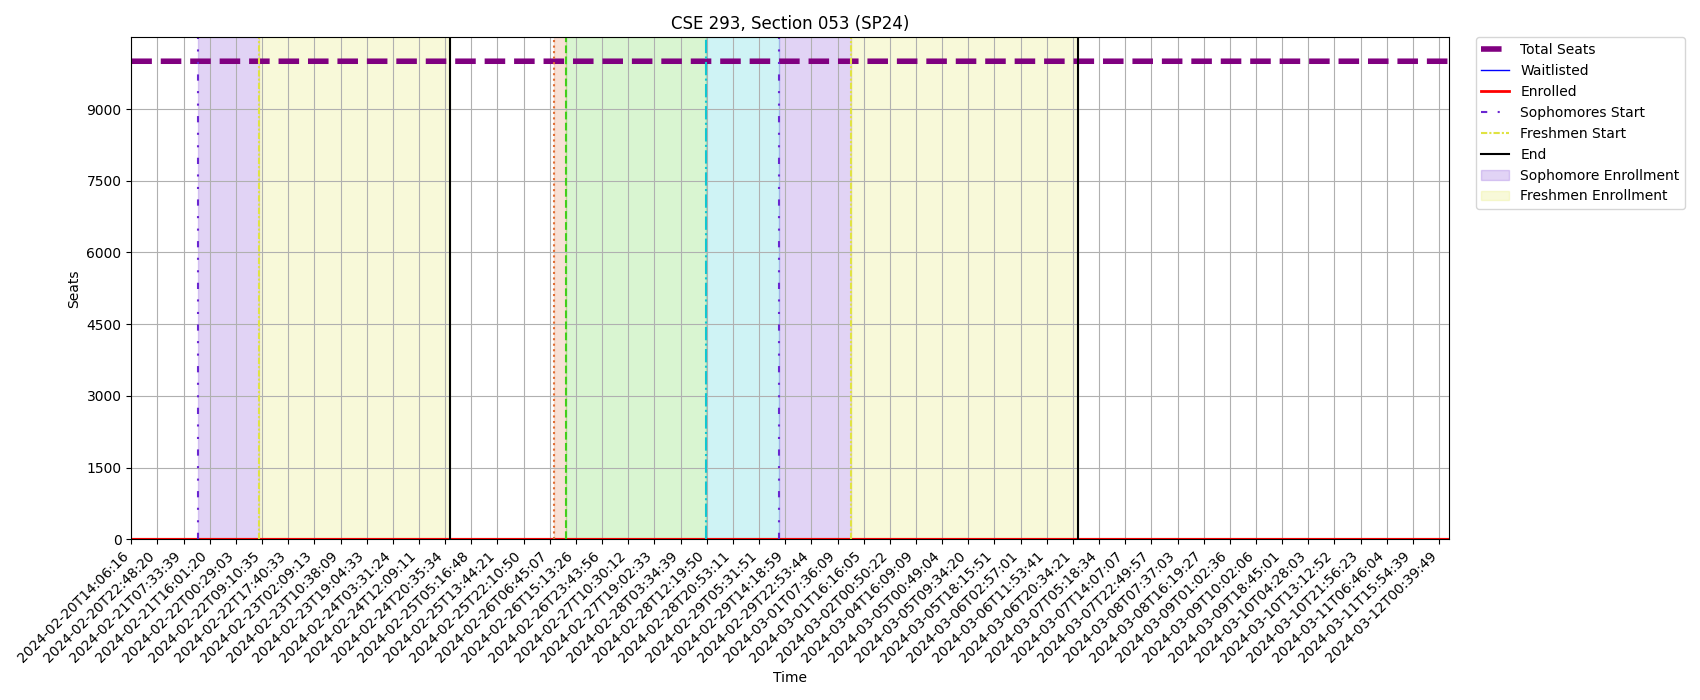 CSE 293, Section 053 (SP24)
Seats
9000
7500
6000
4500
3000
1500
0
2024-02-20T14:06:16
2024-02-20T22:48:20
2024-02-21T07:33:39
2024-02-21T16:01:20
2024-02-22T00:29:03
2024-02-22T09:10:35
2024-02-22T17:40:33
2024-02-23T02:09:13
2024-02-23T10:38:09
2024-02-23T19:04:33
2024-02-24T03:31:24
2024-02-24T12:09:11
2024-02-24T20:35:34
2024-02-25T05:16:48
2024-02-25T13:44:21
2024-02-25T22:10:50
2024-02-26T06:45:07
2024-02-26T15:13:26
2024-02-26T23:43:56
2024-02-27T10:30:12
2024-02-27T19:02:33
2024-02-28T03:34:39
2024-02-28T12:19:50
2024-02-28T20:53:11
2024-02-29T05:31:51
2024-02-29T14:18:59
2024-02-29T22:53:44
2024-03-01T07:36:09
2024-03-01T16:16:05
2024-03-02T00:50:22
2024-03-04T16:09:09
2024-03-05T00:49:04
2024-03-05T09:34:20
2024-03-05T18:15:51
2024-03-06T02:57:01
2024-03-06T11:53:41
2024-03-06T20:34:21
2024-03-07T05:18:34
2024-03-07T14:07:07
2024-03-07T22:49:57
2024-03-08T07:37:03
2024-03-08T16:19:27
2024-03-09T01:02:36
2024-03-09T10:02:06
2024-03-09T18:45:01
2024-03-10T04:28:03
2024-03-10T13:12:52
2024-03-10T21:56:23
2024-03-11T06:46:04
2024-03-11T15:54:39
2024-03-12T00:39:49
Time
Total Seats
Waitlisted
Enrolled
Sophomores Start
Freshmen Start
End
Sophomore Enrollment
Freshmen Enrollment